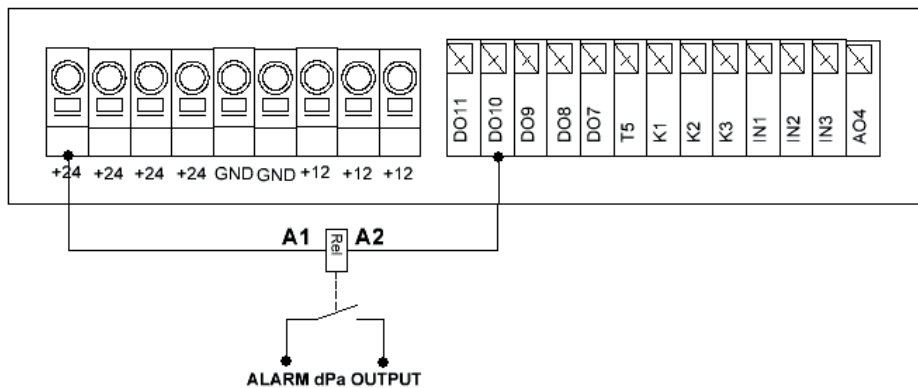 DO11 DO10 DO9 DO8 DO7 T5 K1 K2 K3 IN1 IN2 IN3 AO4
+24 +24 +24 +24 GND GND +12 +12 +12
A1 Rel A2
ALARM dPa OUTPUT